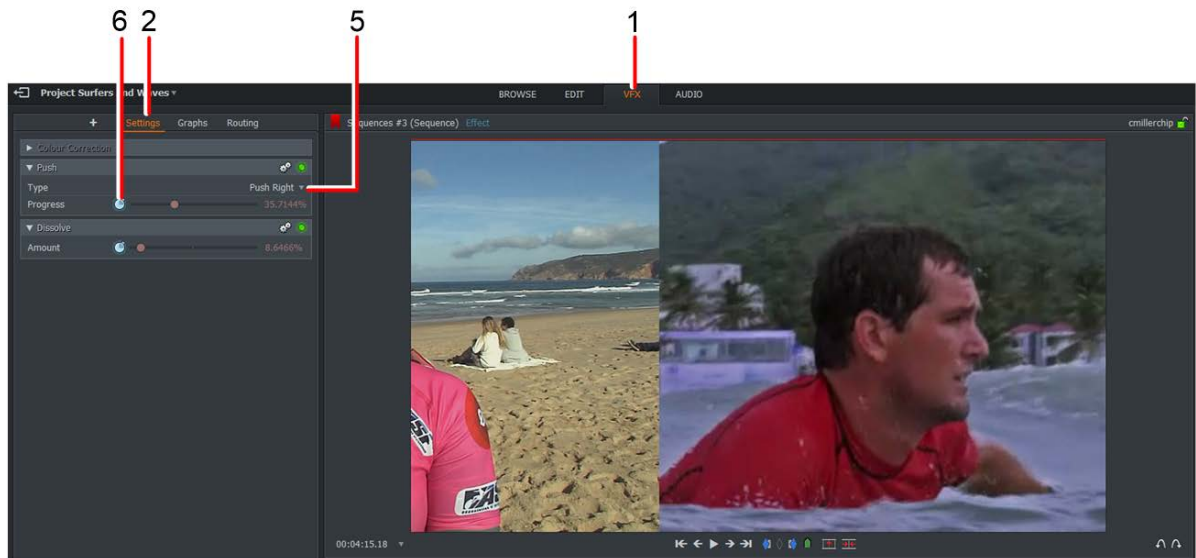 6 2 5 1
Project Surfers and Waves
BROWSE EDIT VFX AUDIO
+ Settings Graphs Routing
Sequences #3 (Sequence) Effect
cmillerchip
Colour Correction
Push
Type Push Right
Progress 35.7144%
Dissolve
Amount 8.6466%
00:04:15.18